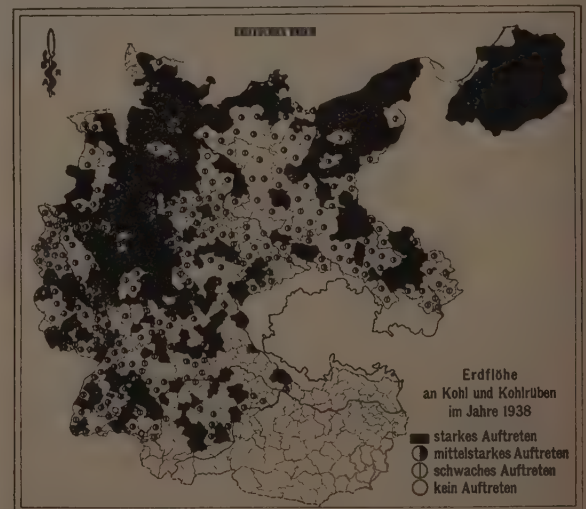 Erdflöhe
an Kohl und Kohlrüben
im Jahre 1938
starkes Auftreten
mittelstarkes Auftreten
schwaches Auftreten
kein Auftreten